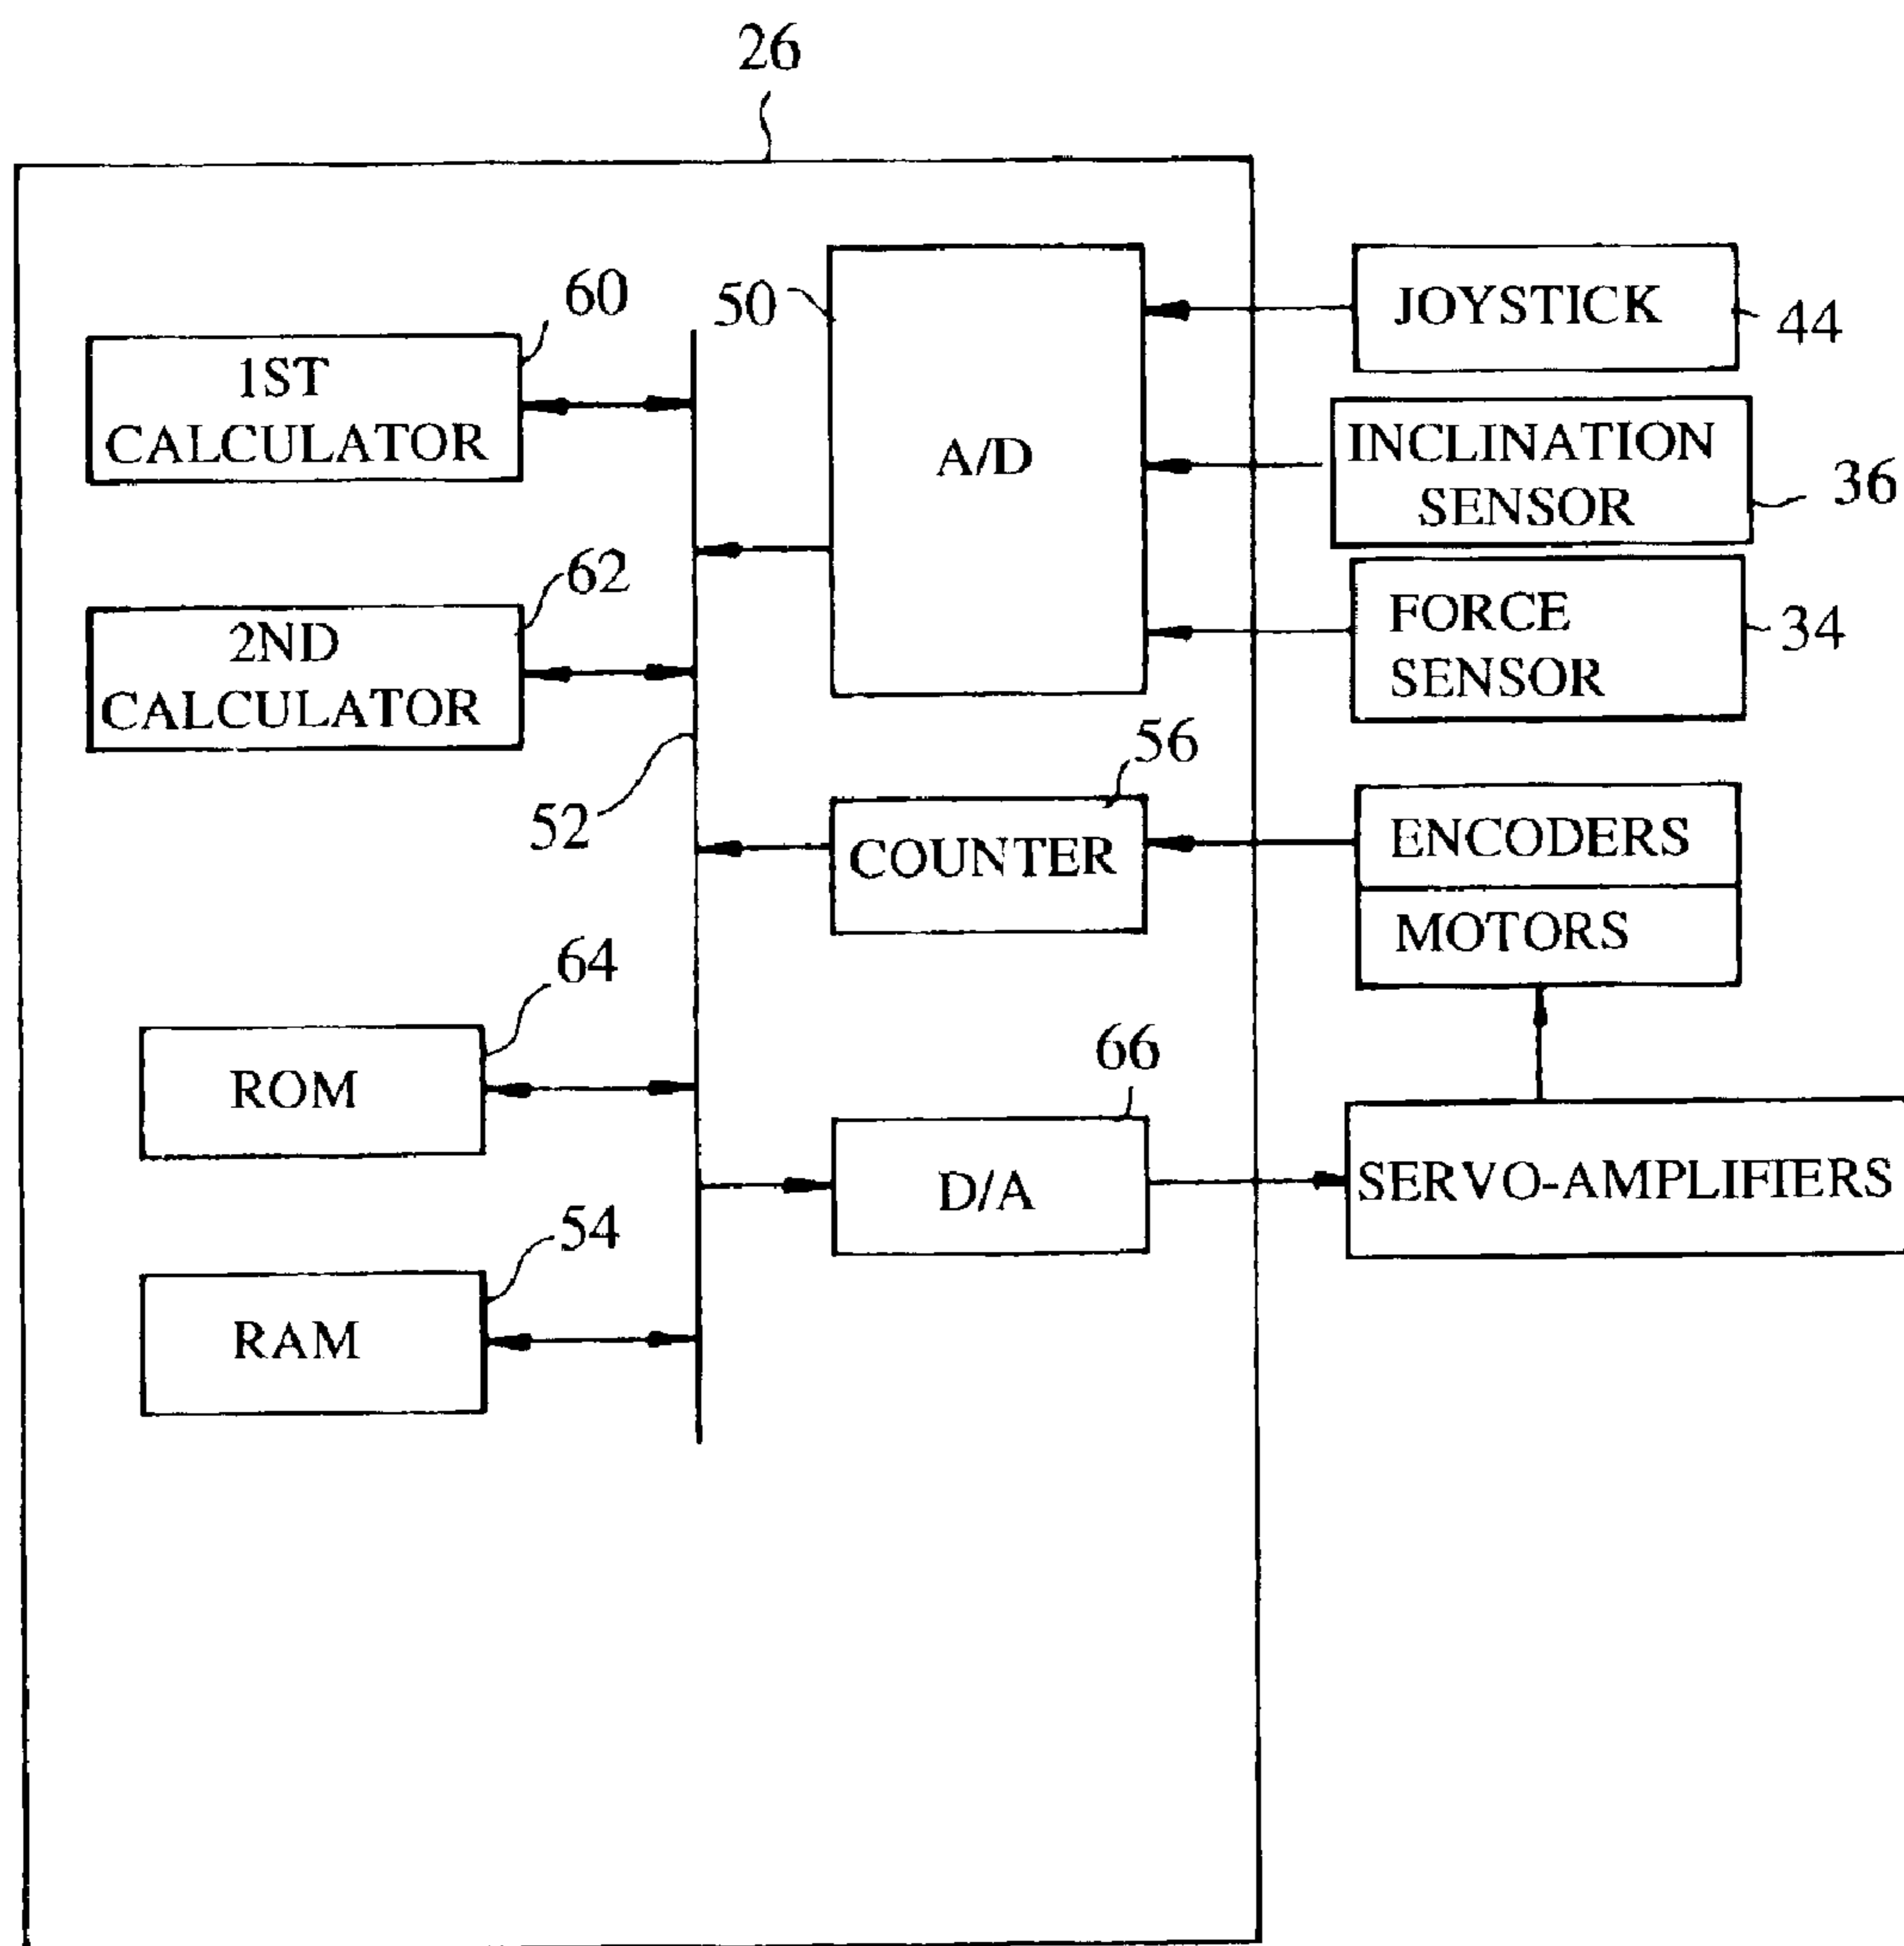 26
60
1ST
CALCULATOR
50
A/D
JOYSTICK
44
INCLINATION
SENSOR
36
62
2ND
CALCULATOR
FORCE
SENSOR
34
52
56
COUNTER
ENCODERS
MOTORS
64
ROM
66
D/A
SERVO-AMPLIFIERS
54
RAM